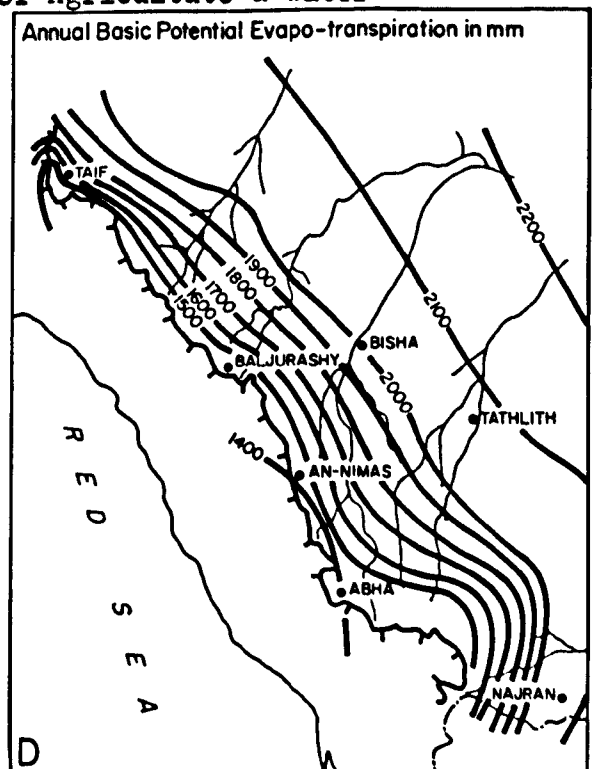 Annual Basic Potential Evapo-transpiration in mm
TAIF
2200
1900
1800
1700
1600
1500
2100
BALJURASHY
BISHA
2000
TATHLITH
1400
AN-NIMAS
RED SEA
ABHA
NAJRAN
D